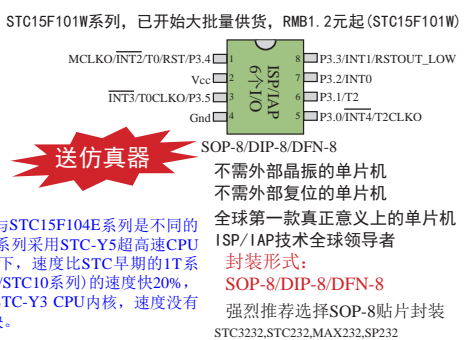 STC15F101W系列，已开始大批量供货，RMB1.2元起(STC15F101W)
MCLKO/INT2/T0/RST/P3.4 1
8 P3.3/INT1/RSTOUT_LOW
Vcc 2
7 P3.2/INT0
INT3/T0CLKO/P3.5 3
6 P3.1/T2
Gnd 4
5 P3.0/INT4/T2CLKO
ISP/IAP
6个I/O
SOP-8/DIP-8/DFN-8
送仿真器
不需外部晶振的单片机
不需外部复位的单片机
全球第一款真正意义上的单片机
ISP/IAP技术全球领导者
与STC15F104E系列是不同的
系列采用STC-Y5超高速CPU
下，速度比STC早期的1T系
/STC10系列)的速度快20%，
STC-Y3 CPU内核，速度没有
快。
封装形式：
SOP-8/DIP-8/DFN-8
强烈推荐选择SOP-8贴片封装
STC3232,STC232,MAX232,SP232